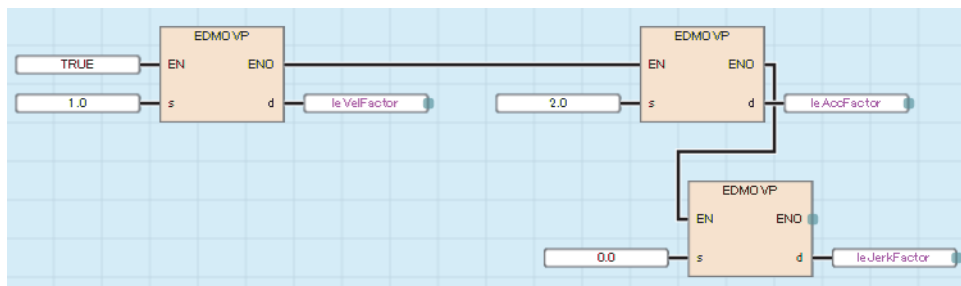 EDMOVP EDMOVP
TRUE EN ENO EN ENO
1.0 s d leVelFactor 2.0 s d leAccFactor
EDMOVP
EN ENO
0.0 s d leJerkFactor